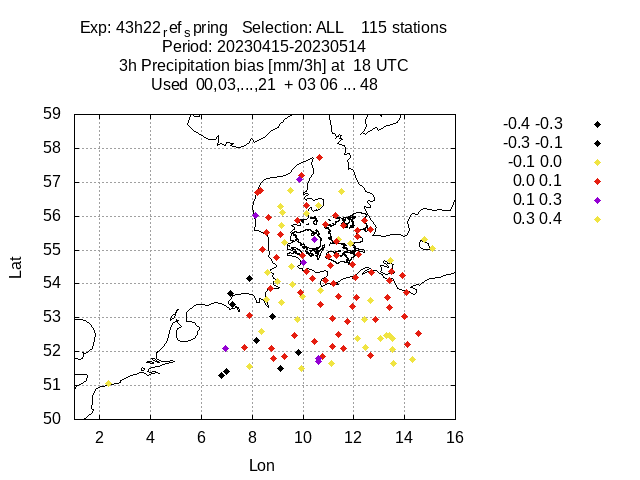 Exp: 43h22ref_spring Selection: ALL 115 stations
Period: 20230415-20230514
3h Precipitation bias [mm/3h] at 18 UTC
Used 00,03,...,21 + 03 06 ... 48
59
58
57
56
55
54
53
52
51
50
2 4 6 8 10 12 14 16
Lat
Lon
-0.4 -0.3
-0.3 -0.1
-0.1 0.0
0.0 0.1
0.1 0.3
0.3 0.4